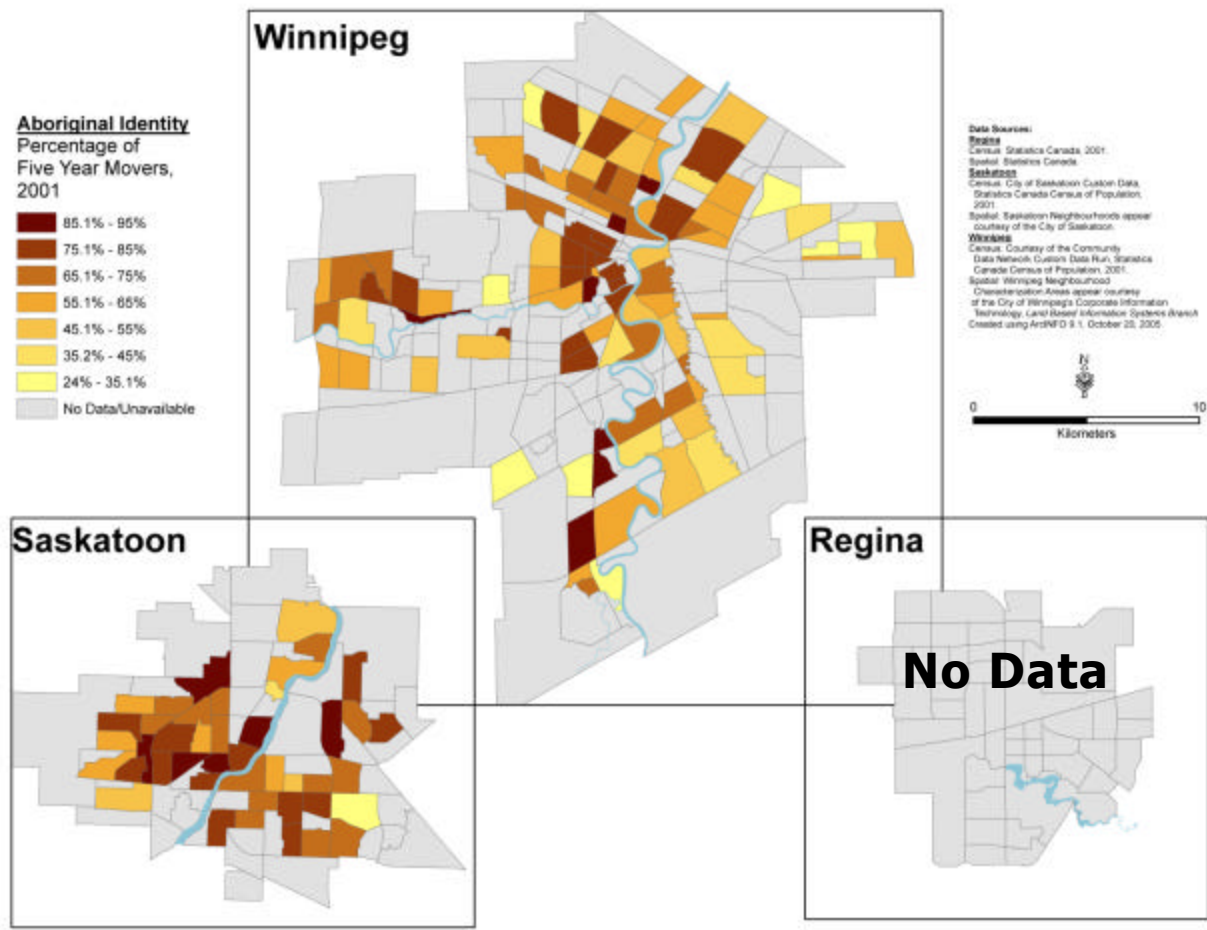 Winnipeg
Aboriginal Identity
Percentage of
Five Year Movers,
2001
85.1% - 95%
75.1% - 85%
65.1% - 75%
55.1% - 65%
45.1% - 55%
35.2% - 45%
24% - 35.1%
No Data/Unavailable
Data Sources:
Regina
Census: Statistics Canada, 2001.
Spatial: Statistics Canada.
Saskatoon
Census: City of Saskatoon Custom Data,
Statistics Canada Census of Population,
2001.
Spatial: Saskatoon Neighbourhoods appear
courtesy of the City of Saskatoon.
Winnipeg
Census: Courtesy of the Community
Data Network Custom Data Run, Statistics
Canada Census of Population, 2001.
Spatial: Winnipeg Neighbourhood
Characterization Areas appear courtesy
of the City of Winnipeg's Corporate Information
Technology, Land Based Information Systems Branch
Created using ArcINFO 9.1, October 20, 2005.
N
0 10
Kilometers
Saskatoon
Regina
No Data